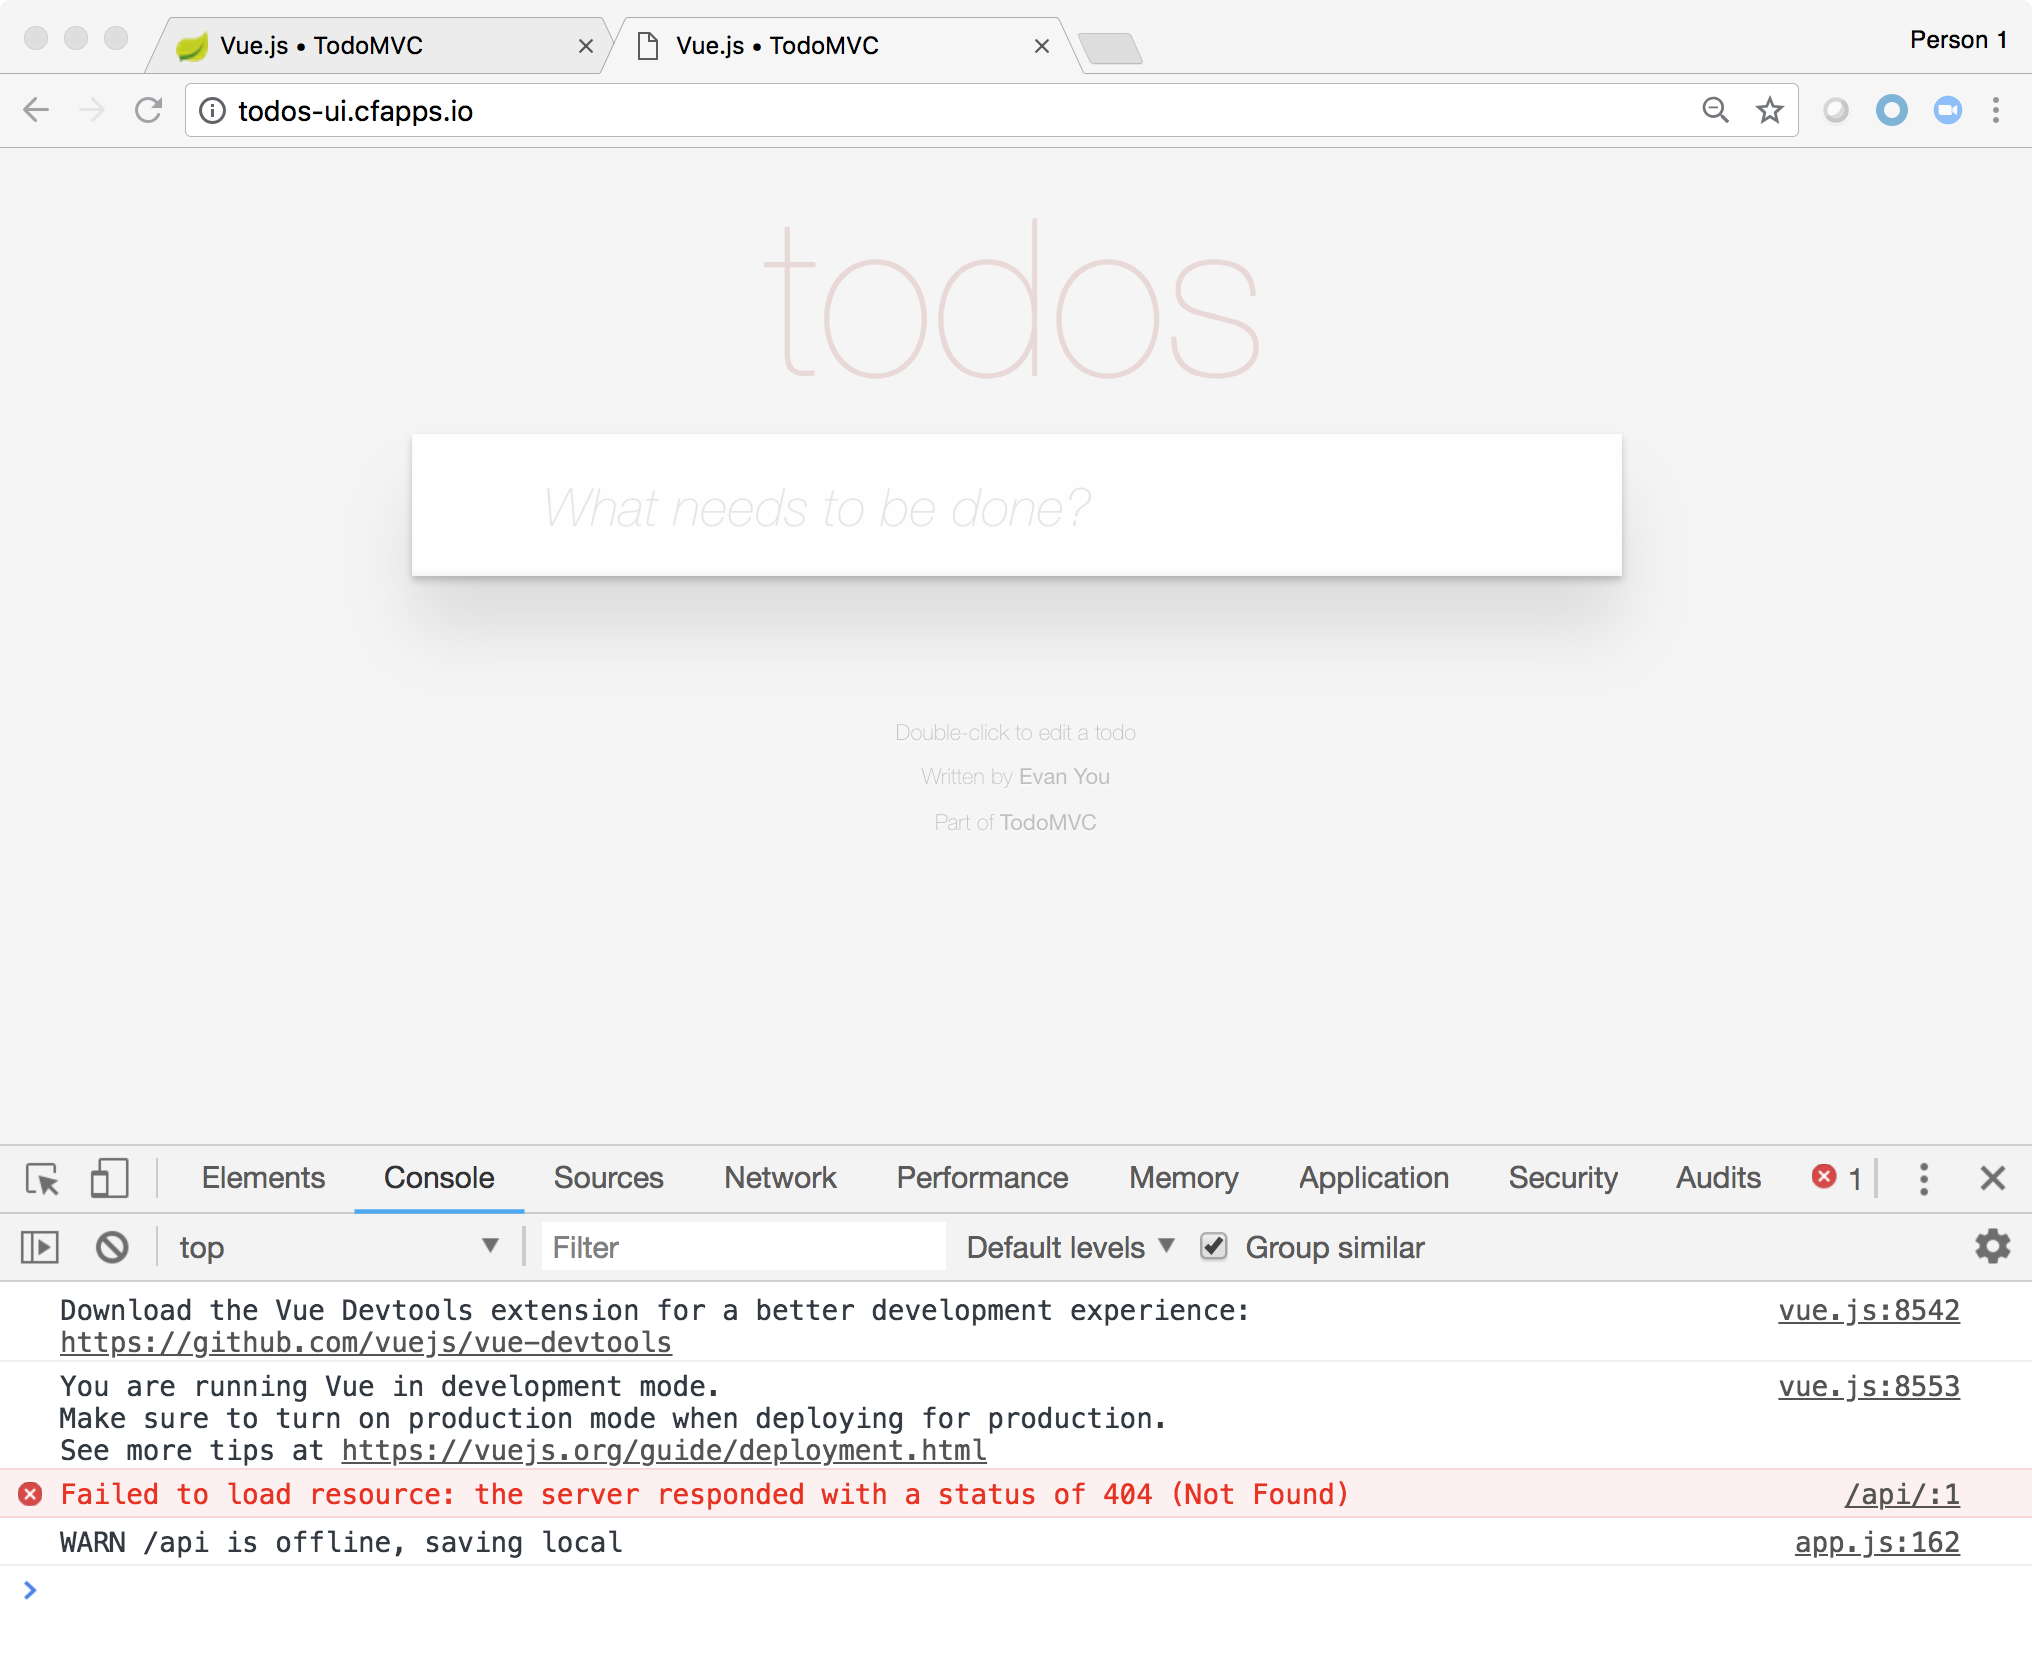 Vue.js • TodoMVC
Vue.js • TodoMVC
Person 1
todos-ui.cfapps.io
todos
What needs to be done?
Double-click to edit a todo
Written by Evan You
Part of TodoMVC
Elements Console Sources Network Performance Memory Application Security Audits 1
top Filter Default levels Group similar
Download the Vue Devtools extension for a better development experience: vue.js:8542
https://github.com/vuejs/vue-devtools
You are running Vue in development mode. vue.js:8553
Make sure to turn on production mode when deploying for production.
See more tips at https://vuejs.org/guide/deployment.html
Failed to load resource: the server responded with a status of 404 (Not Found) /api/:1
WARN /api is offline, saving local app.js:162